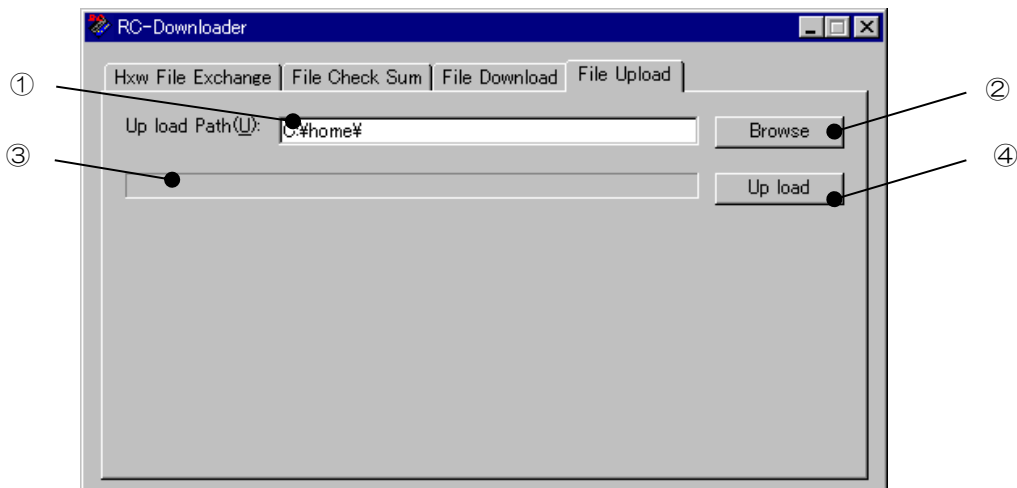 RC-Downloader
Hxw File Exchange File Check Sum File Download File Upload
① ②
Up load Path(U): C:¥home¥ Browse
③ ④
Up load